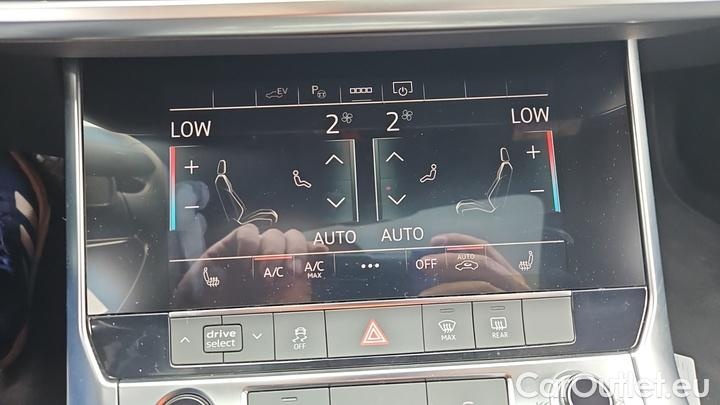 EV P
LOW 2 2 LOW
+ +
- -
AUTO AUTO
A/C A/C MAX ••• OFF AUTO
drive select OFF MAX REAR
CarOutlet.eu